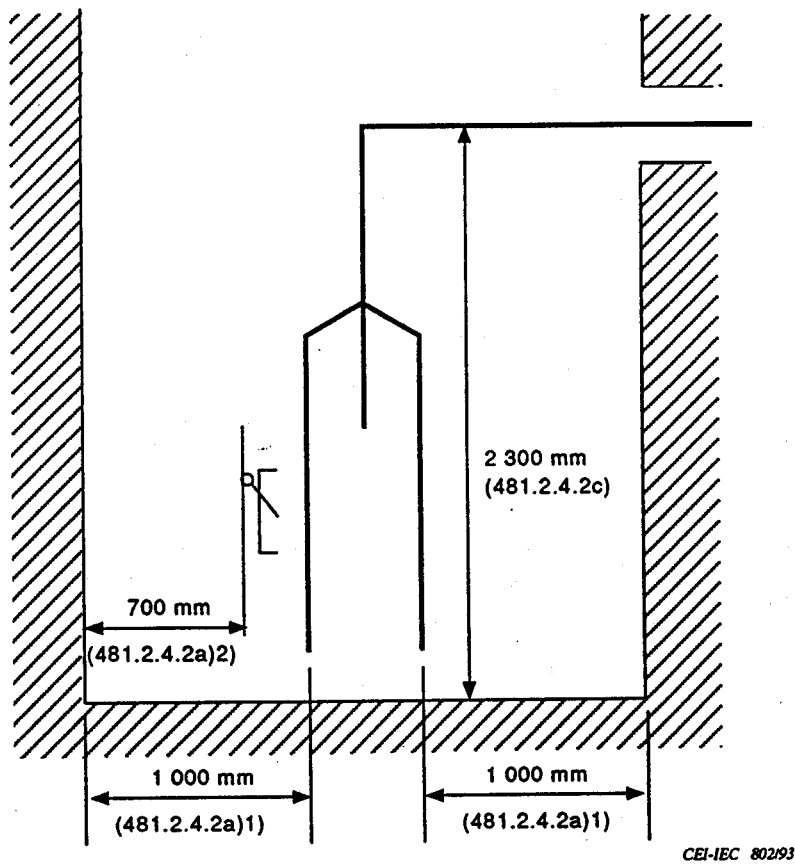 2 300 mm
(481.2.4.2c)
700 mm
(481.2.4.2a)2)
1 000 mm
(481.2.4.2a)1)
1 000 mm
(481.2.4.2a)1)
CEI-IEC 802/93